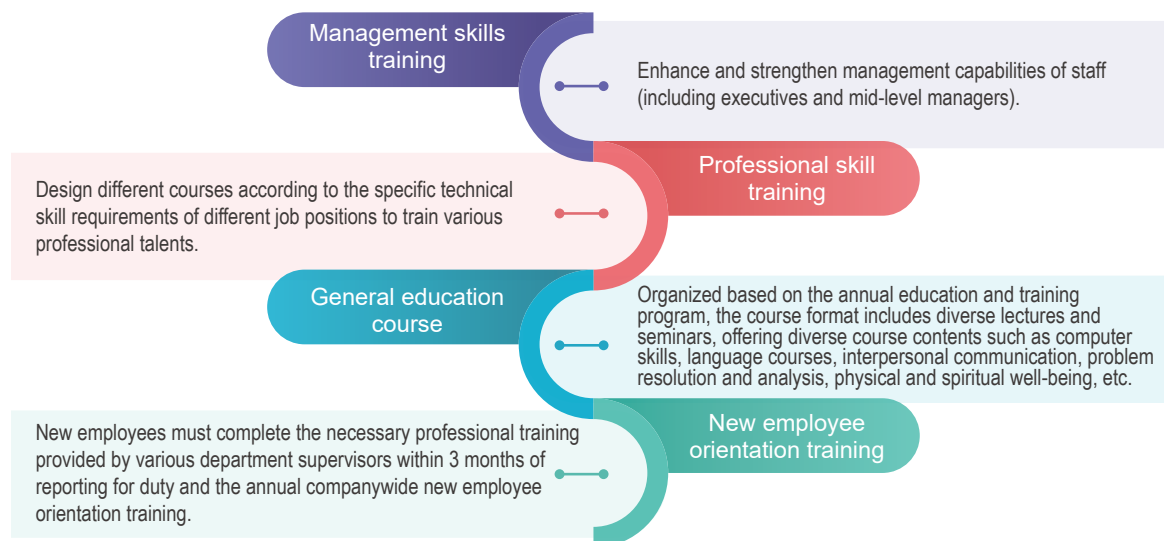 Management skills
training
Enhance and strengthen management capabilities of staff
(including executives and mid-level managers).
Professional skill
training
Design different courses according to the specific technical
skill requirements of different job positions to train various
professional talents.
General education
course
Organized based on the annual education and training
program, the course format includes diverse lectures and
seminars, offering diverse course contents such as computer
skills, language courses, interpersonal communication, problem
resolution and analysis, physical and spiritual well-being, etc.
New employee
orientation training
New employees must complete the necessary professional training
provided by various department supervisors within 3 months of
reporting for duty and the annual companywide new employee
orientation training.